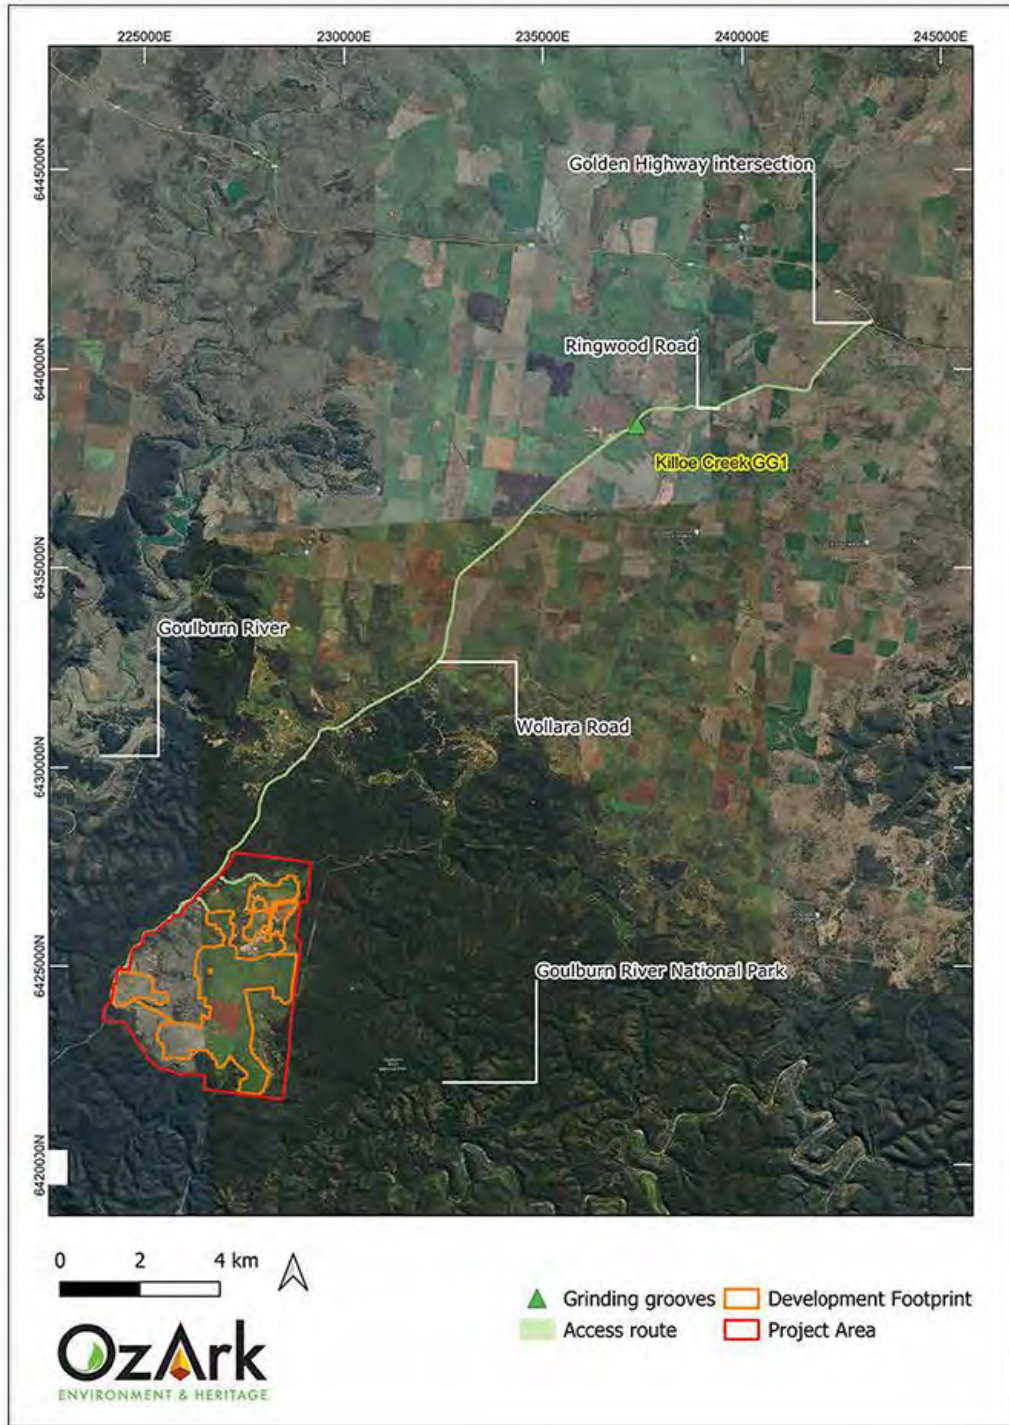 225000E
230000E
235000E
240000E
245000E
6445000N
6440000N
6435000N
6430000N
6425000N
6420000N
Golden Highway intersection
Ringwood Road
Killoe Creek GG1
Goulburn River
Wollara Road
Goulburn River National Park
0 2 4 km
Grinding grooves
Development Footprint
Access route
Project Area
OzArk
ENVIRONMENT & HERITAGE